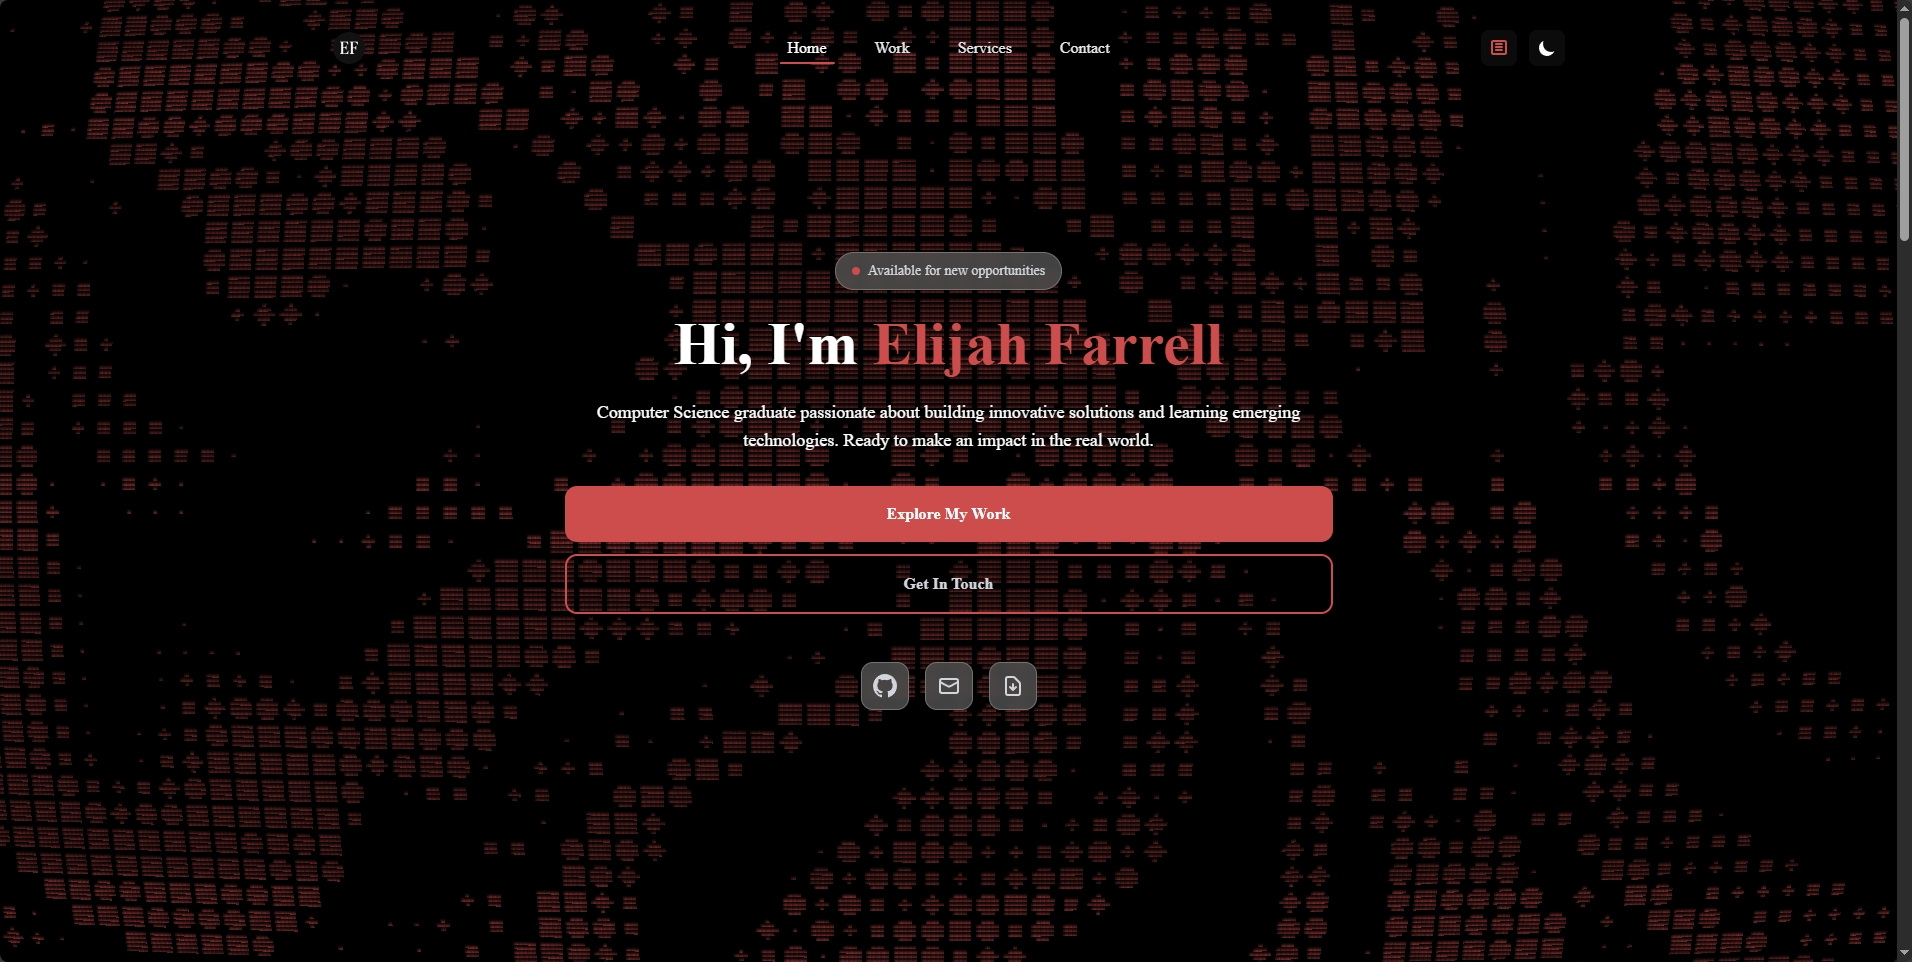 EF
Home Work Services Contact
Available for new opportunities
Hi, I'm Elijah Farrell
Computer Science graduate passionate about building innovative solutions and learning emerging
technologies. Ready to make an impact in the real world.
Explore My Work
Get In Touch